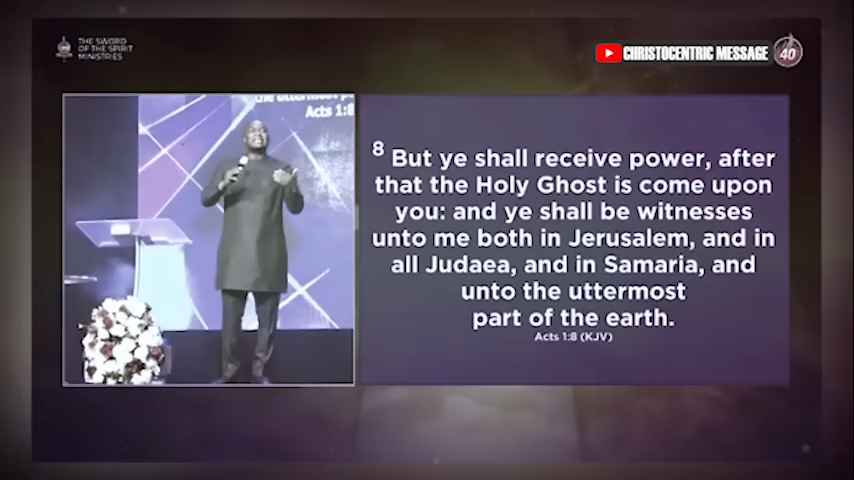 THE SWORD
OF THE SPIRIT
MINISTRIES
CHRISTOCENTRIC MESSAGE
40
the uttermost p
Acts 1:8
8 But ye shall receive power, after
that the Holy Ghost is come upon
you: and ye shall be witnesses
unto me both in Jerusalem, and in
all Judaea, and in Samaria, and
unto the uttermost
part of the earth.
Acts 1:8 (KJV)